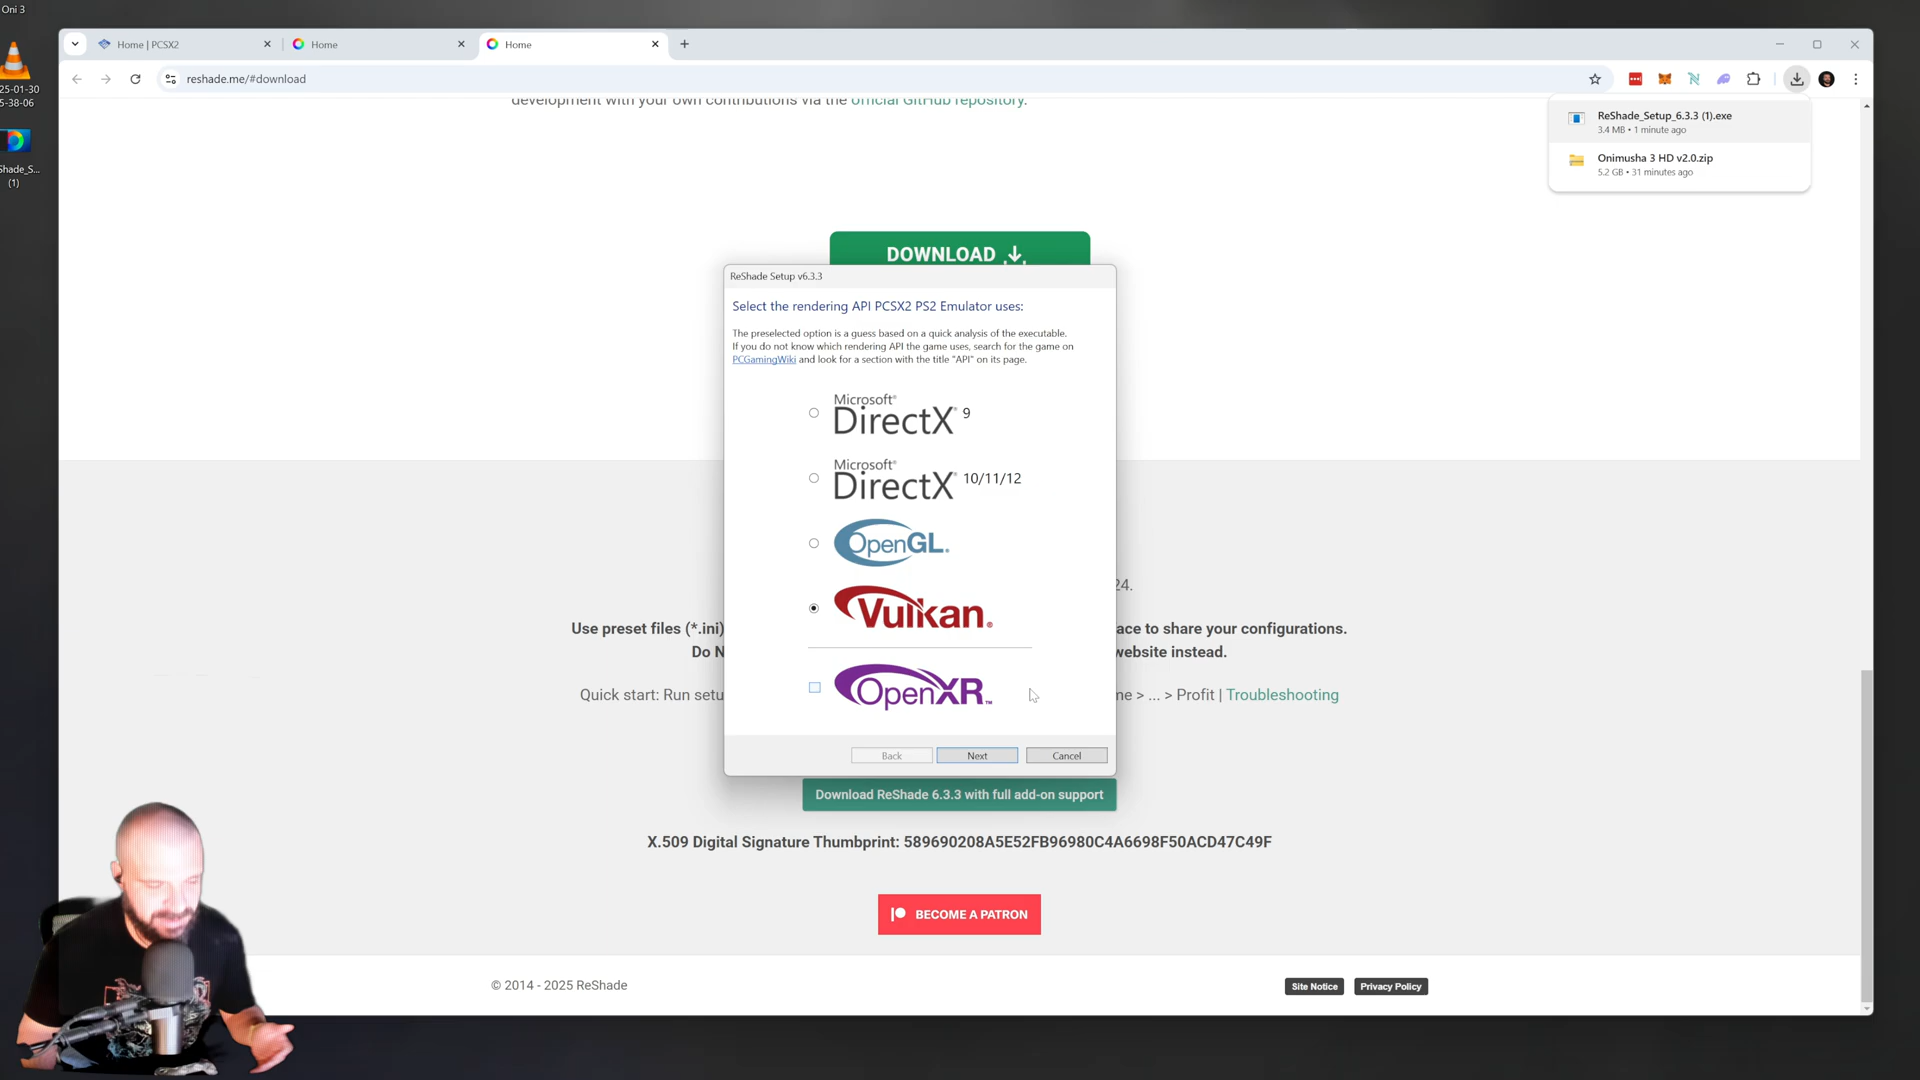 Oni 3
25-01-30
5-38-06
Shade_S...
(1)
Home | PCSX2
Home
Home
reshade.me/#download
development with your own contributions via the official GitHub repository.
ReShade_Setup_6.3.3 (1).exe
3.4 MB • 1 minute ago
Onimusha 3 HD v2.0.zip
5.2 GB • 31 minutes ago
DOWNLOAD
ReShade Setup v6.3.3
Select the rendering API PCSX2 PS2 Emulator uses:
The preselected option is a guess based on a quick analysis of the executable.
If you do not know which rendering API the game uses, search for the game on
PCGamingWiki and look for a section with the title "API" on its page.
Microsoft®
DirectX® 9
Microsoft®
DirectX® 10/11/12
OpenGL®
Vulkan®
OpenXR™
Back
Next
Cancel
24.
Use preset files (*.ini) ace to share your configurations.
Do N website instead.
Quick start: Run setu me > ... > Profit | Troubleshooting
Download ReShade 6.3.3 with full add-on support
X.509 Digital Signature Thumbprint: 589690208A5E52FB96980C4A6698F50ACD47C49F
BECOME A PATRON
© 2014 - 2025 ReShade
Site Notice
Privacy Policy